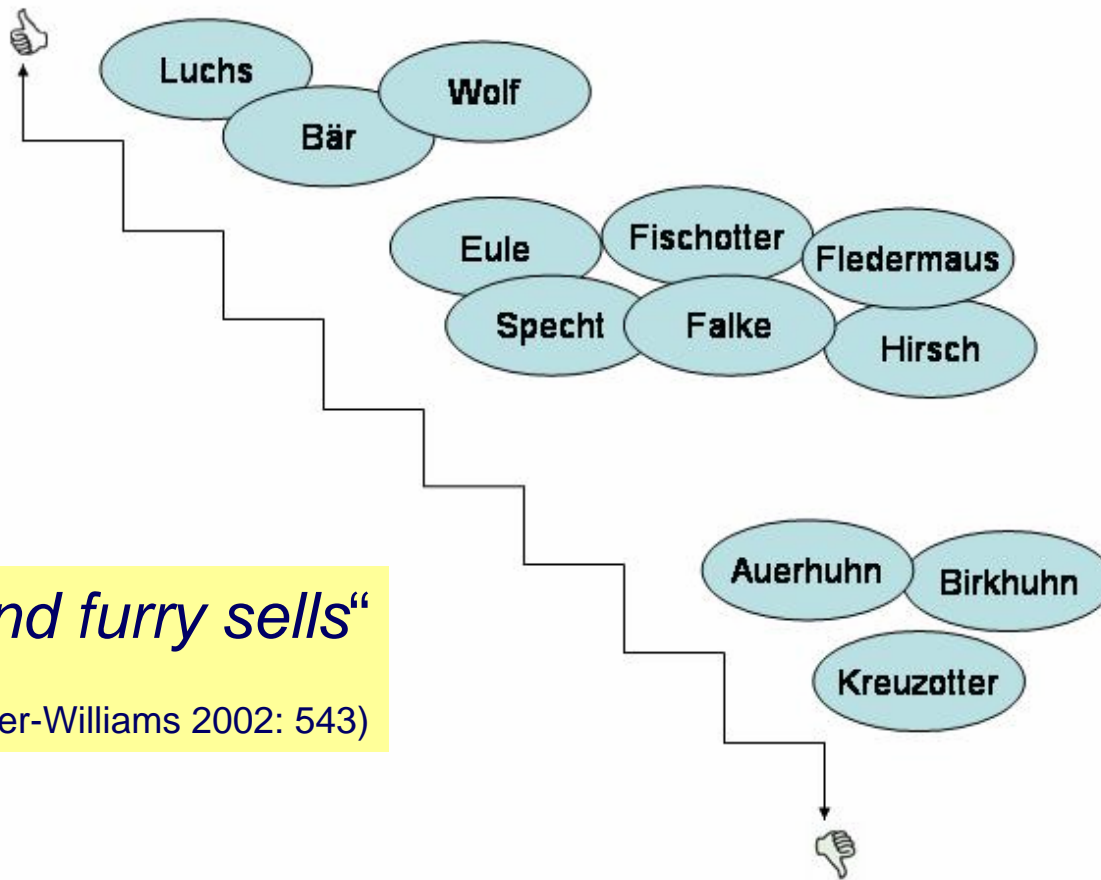 Luchs
Wolf
Bär
Eule
Fischotter
Fledermaus
Specht
Falke
Hirsch
Auerhuhn
Birkhuhn
Kreuzotter
nd furry sells“
er-Williams 2002: 543)